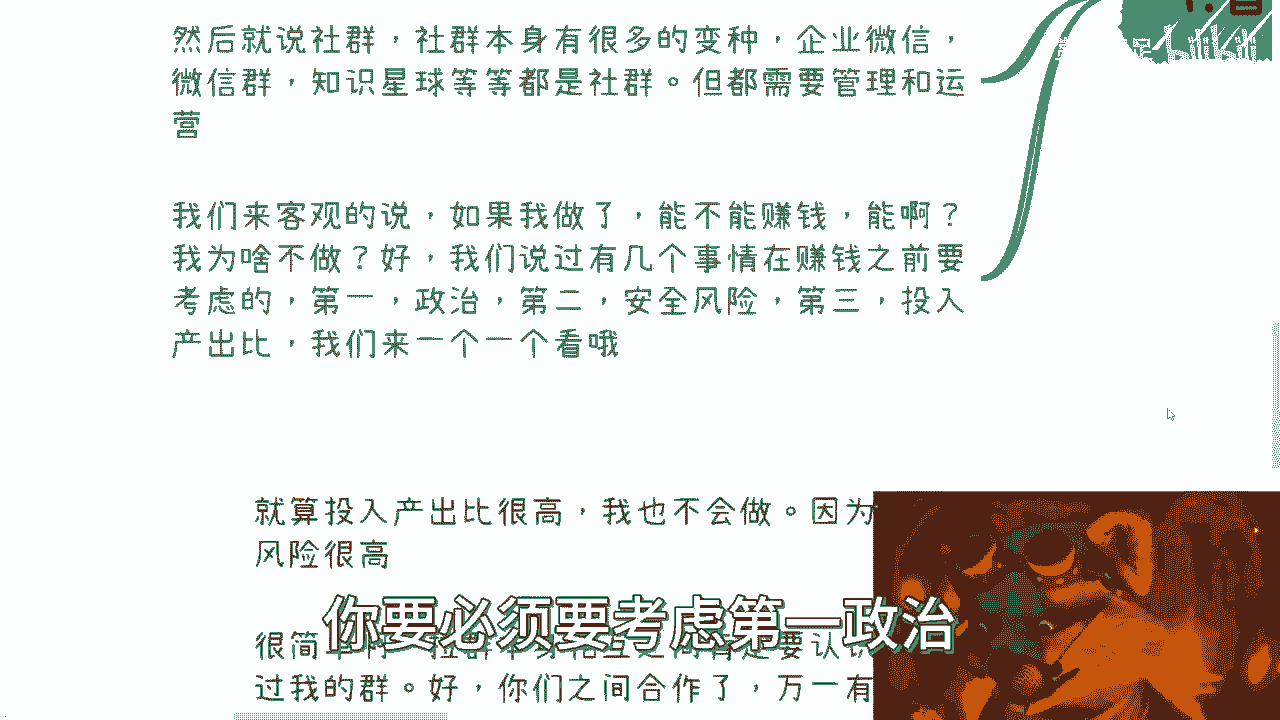 然后就说社群，社群本身有很多的变种，企业微信，
微信群，知识星球等等都是社群。但都需要管理和运
营
我们来客观的说，如果我做了，能不能赚钱，能啊？
我为啥不做？好，我们说过有几个事情在赚钱之前要
考虑的，第一，政治，第二，安全风险，第三，投入
产出比，我们来一个一个看哦
就算投入产出比很高，我也不会做。因为
风险很高
你要必须要考虑第一政治
很简单
过我的群。好，你们之间合作了，万一有
bilibili